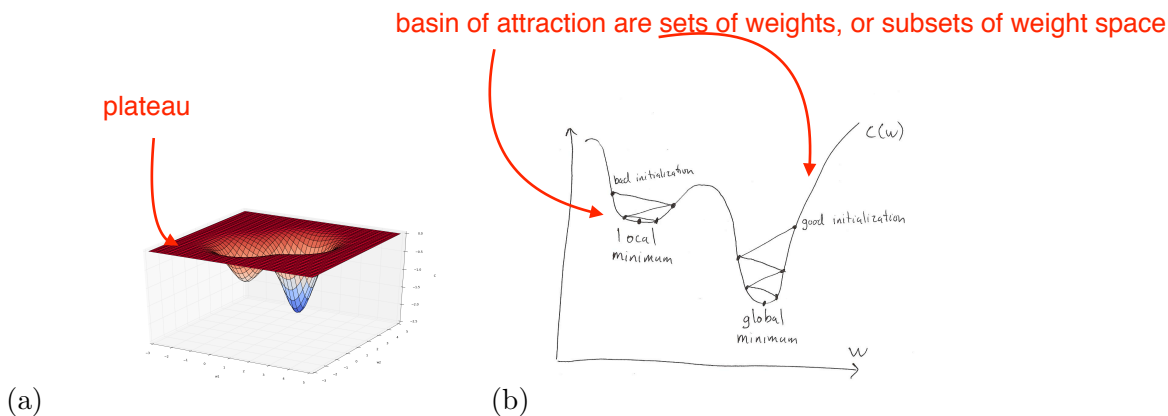 basin of attraction are sets of weights, or subsets of weight space
plateau
C(w)
bad initialization
good initialization
local
minimum
global
minimum
W
(a)
(b)